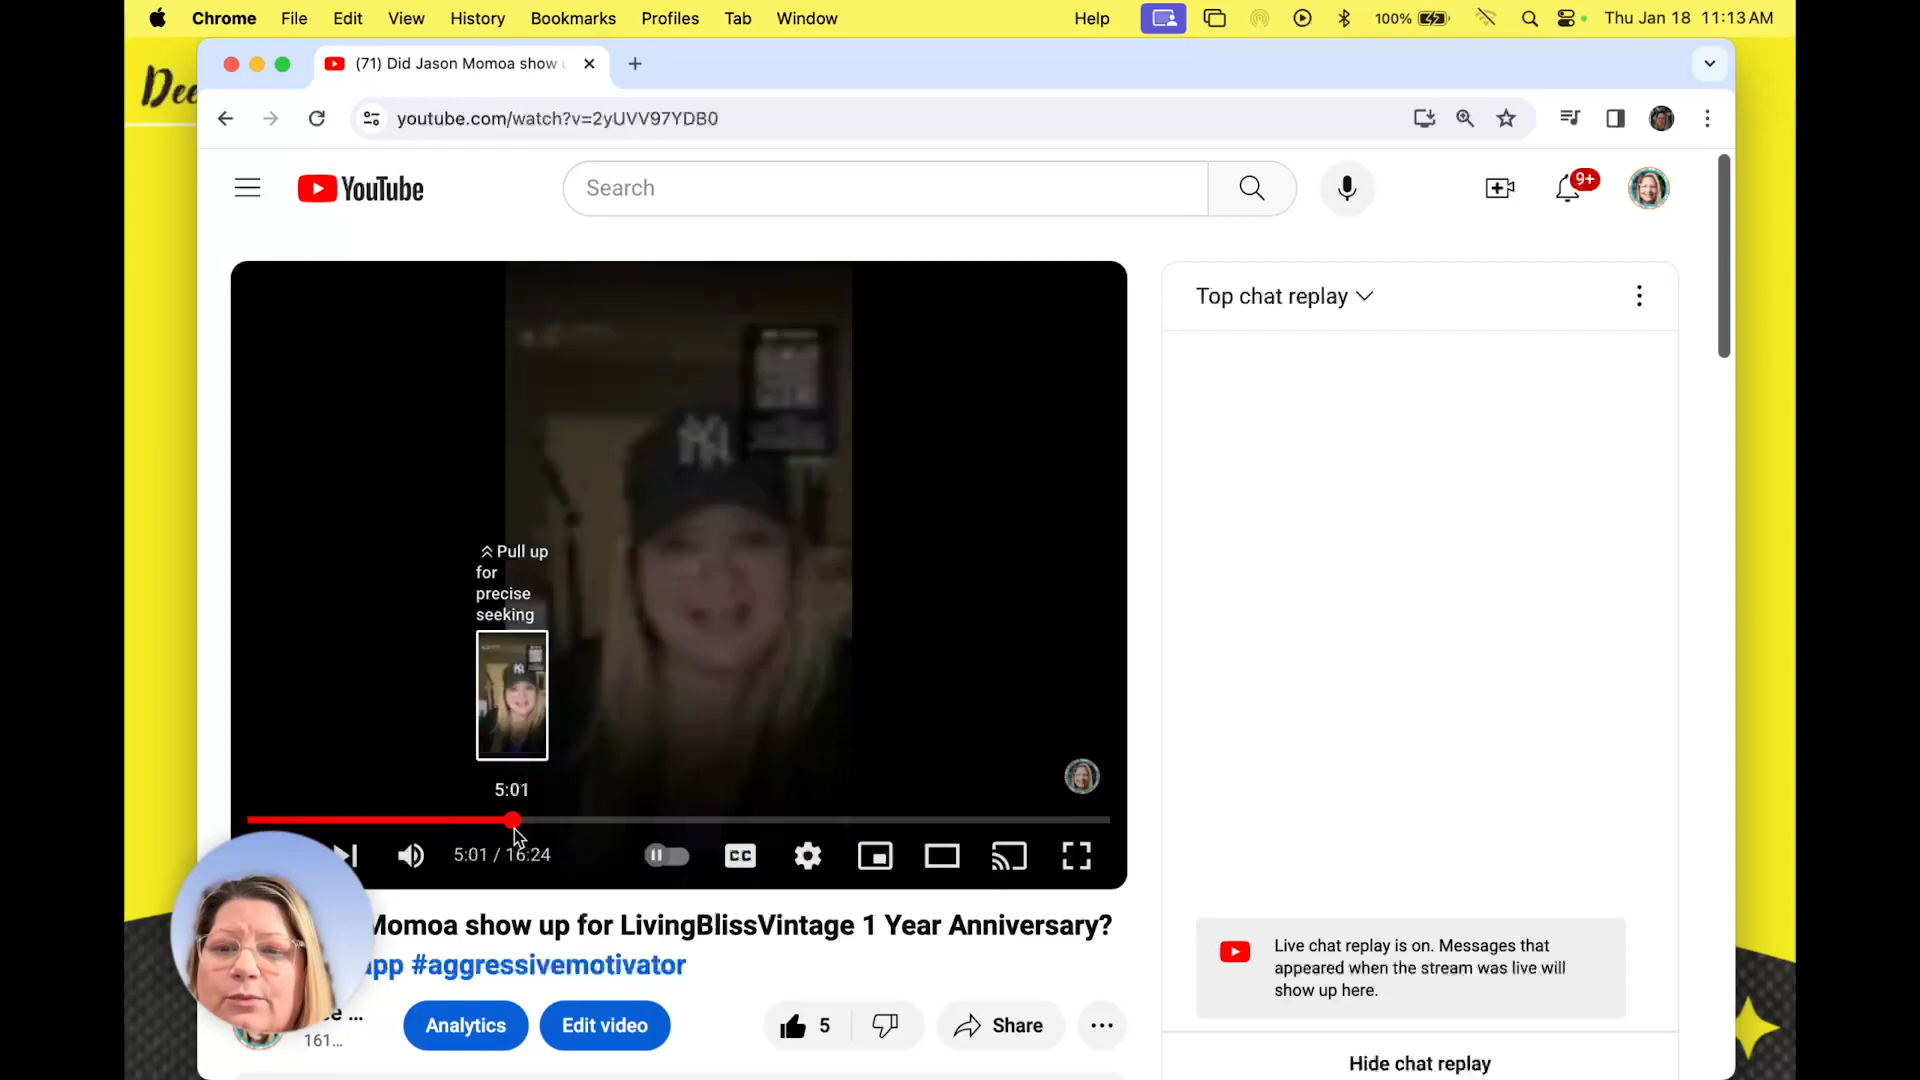 Chrome File Edit View History Bookmarks Profiles Tab Window Help 100% Thu Jan 18 11:13 AM
Dee
(71) Did Jason Momoa show
youtube.com/watch?v=2yUVV97YDB0
YouTube
Search
9+
Top chat replay
NY
Pull up
for
precise
seeking
5:01
5:01 / 16:24
CC
Momoa show up for LivingBlissVintage 1 Year Anniversary?
app #aggressivemotivator
161...
Analytics
Edit video
5
Share
Live chat replay is on. Messages that
appeared when the stream was live will
show up here.
Hide chat replay